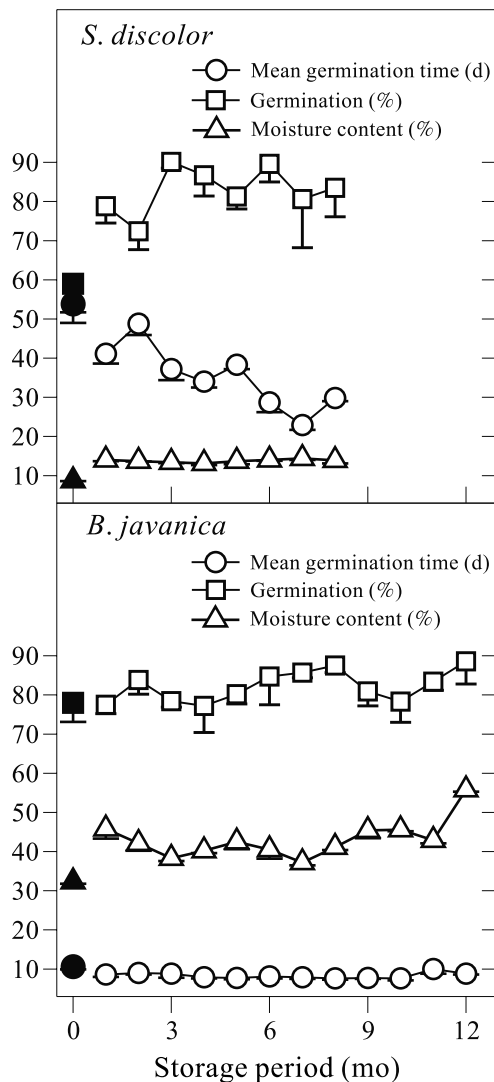 S. discolor
Mean germination time (d)
Germination (%)
Moisture content (%)
90
80
70
60
50
40
30
20
10
B. javanica
Mean germination time (d)
Germination (%)
Moisture content (%)
90
80
70
60
50
40
30
20
10
0 3 6 9 12
Storage period (mo)